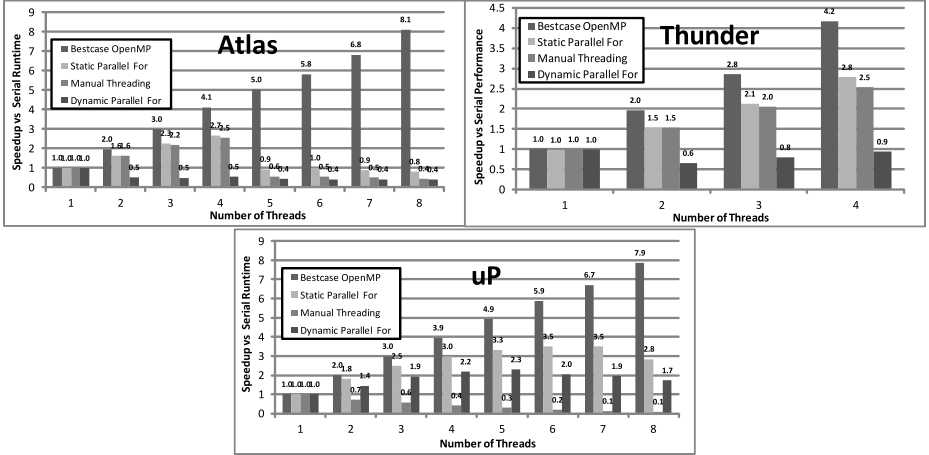 Atlas
Speedup vs Serial Runtime
9
8
7
6
5
4
3
2
1
0
Bestcase OpenMP
Static Parallel For
Manual Threading
Dynamic Parallel For
1.0 1.0 1.0 1.0
2.0 1.6 1.6 0.5
3.0 2.3 2.2 0.5
4.1 2.7 2.5 0.5
5.0 0.9 0.6 0.4
5.8 1.0 0.5 0.4
6.8 0.9 0.5 0.4
8.1 0.8 0.4 0.4
1 2 3 4 5 6 7 8
Number of Threads
Thunder
Speedup vs Serial Performance
4.5
4
3.5
3
2.5
2
1.5
1
0.5
0
Bestcase OpenMP
Static Parallel For
Manual Threading
Dynamic Parallel For
1.0 1.0 1.0 1.0
2.0 1.5 1.5 0.6
2.8 2.1 2.0 0.8
4.2 2.8 2.5 0.9
1 2 3 4
Number of Threads
uP
Speedup vs Serial Runtime
9
8
7
6
5
4
3
2
1
0
Bestcase OpenMP
Static Parallel For
Manual Threading
Dynamic Parallel For
1.0 1.0 1.0 1.0
2.0 1.8 0.7 1.4
3.0 2.5 0.6 1.9
3.9 3.0 0.4 2.2
4.9 3.3 0.3 2.3
5.9 3.5 0.2 2.0
6.7 3.5 0.1 1.9
7.9 2.8 0.1 1.7
1 2 3 4 5 6 7 8
Number of Threads